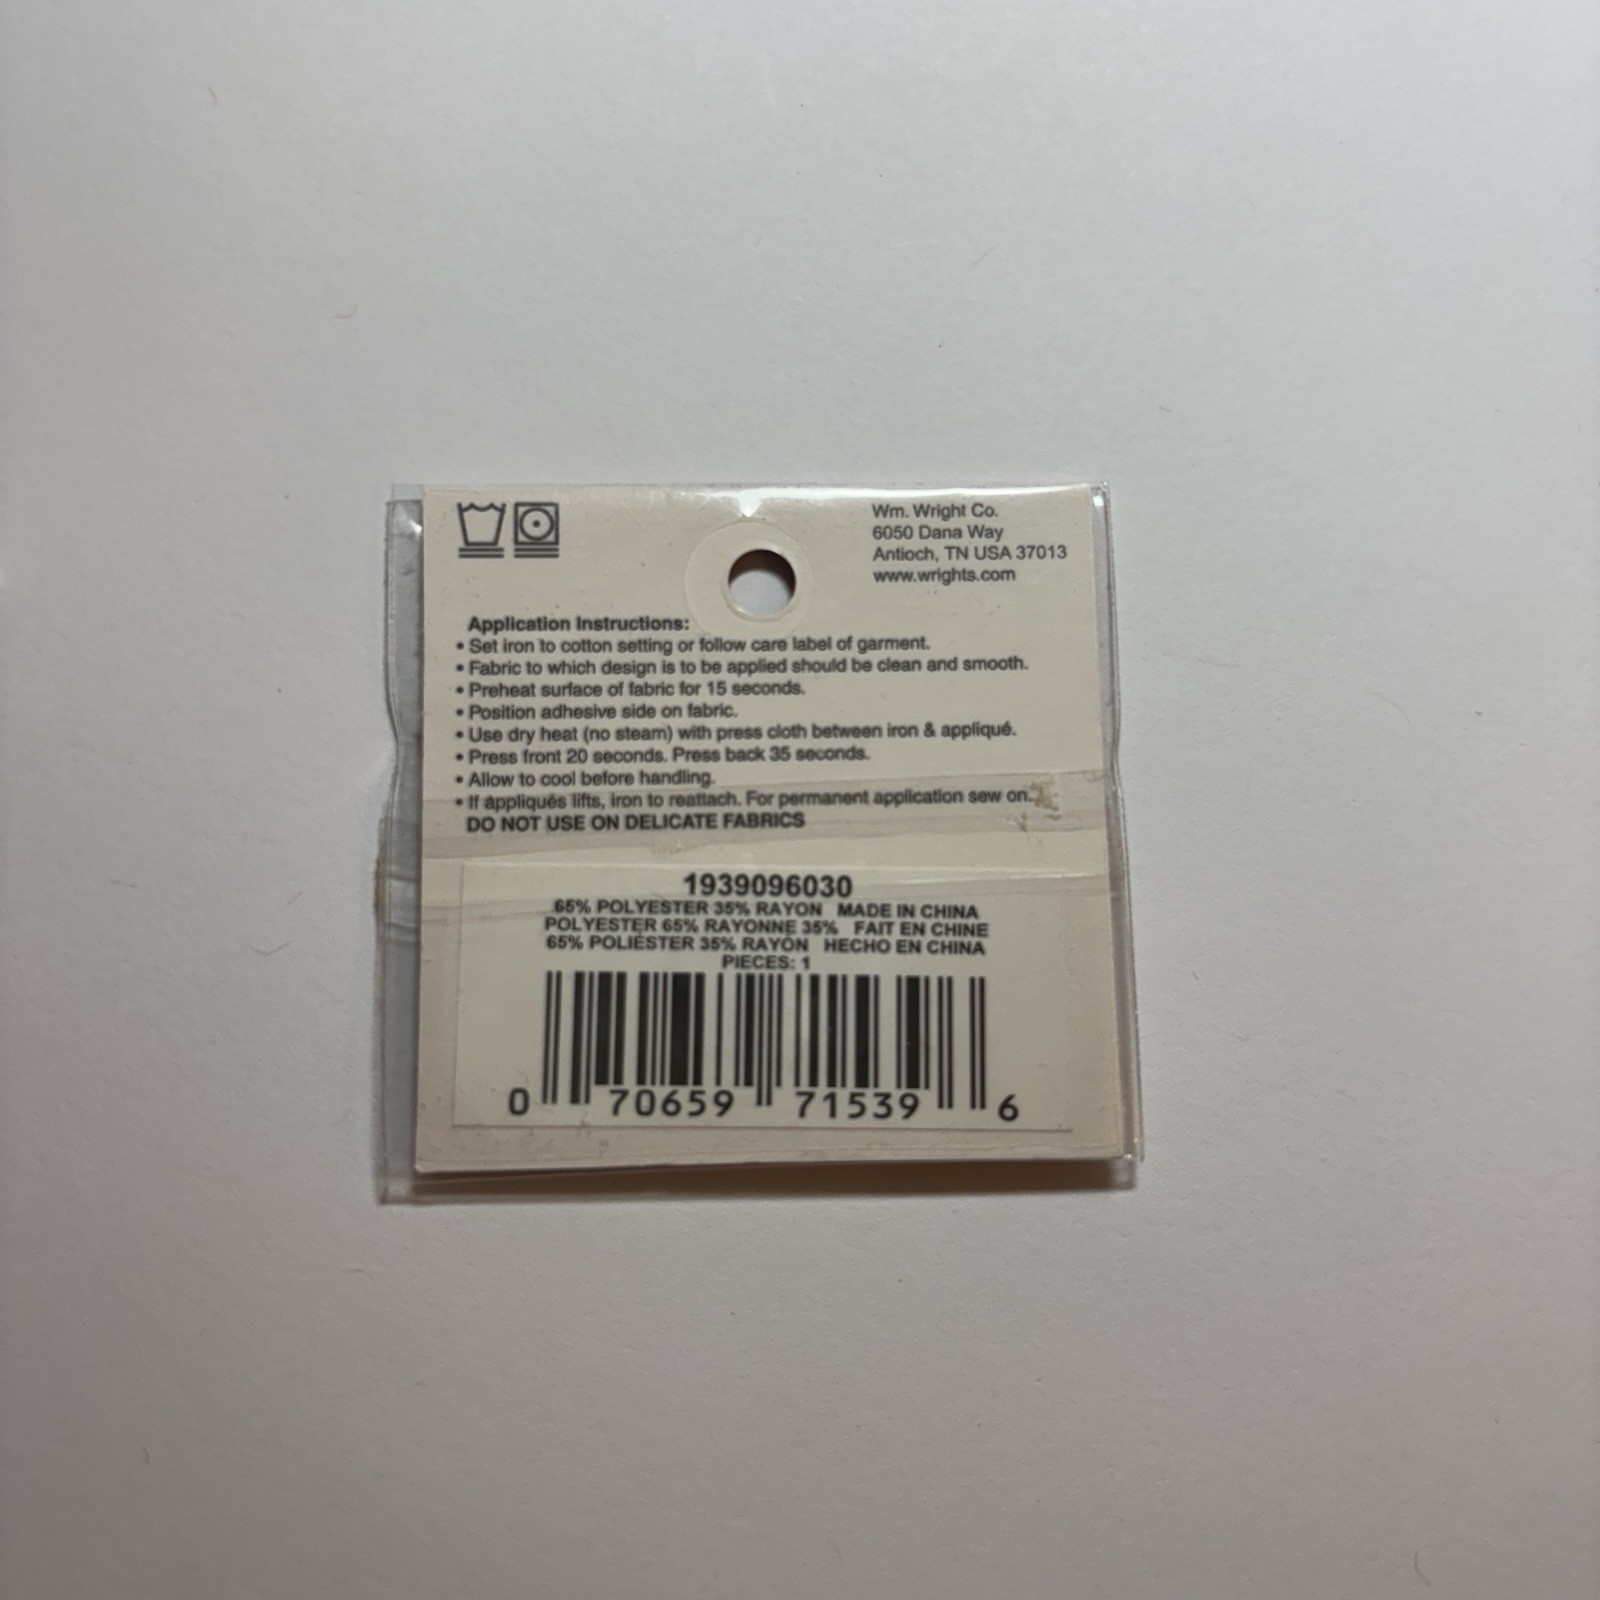 Wm. Wright Co.
6050 Dana Way
Antioch, TN USA 37013
www.wrights.com
Application Instructions:
• Set iron to cotton setting or follow care label of garment.
• Fabric to which design is to be applied should be clean and smooth.
• Preheat surface of fabric for 15 seconds.
• Position adhesive side on fabric.
• Use dry heat (no steam) with press cloth between iron & appliqué.
• Press front 20 seconds. Press back 35 seconds.
• Allow to cool before handling.
• If appliqués lifts, iron to reattach. For permanent application sew on.
DO NOT USE ON DELICATE FABRICS
1939096030
65% POLYESTER 35% RAYON MADE IN CHINA
POLYESTER 65% RAYONNE 35% FAIT EN CHINE
65% POLIÉSTER 35% RAYÓN HECHO EN CHINA
PIECES: 1
0 70659 71539 6